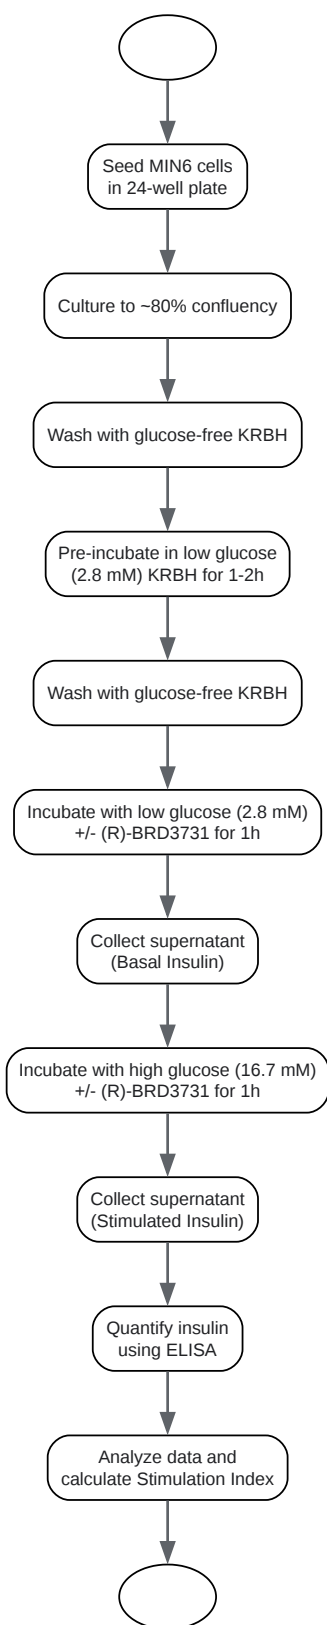 Seed MIN6 cells
in 24-well plate
Culture to ~80% confluency
Wash with glucose-free KRBH
Pre-incubate in low glucose
(2.8 mM) KRBH for 1-2h
Wash with glucose-free KRBH
Incubate with low glucose (2.8 mM)
+/- (R)-BRD3731 for 1h
Collect supernatant
(Basal Insulin)
Incubate with high glucose (16.7 mM)
+/- (R)-BRD3731 for 1h
Collect supernatant
(Stimulated Insulin)
Quantify insulin
using ELISA
Analyze data and
calculate Stimulation Index